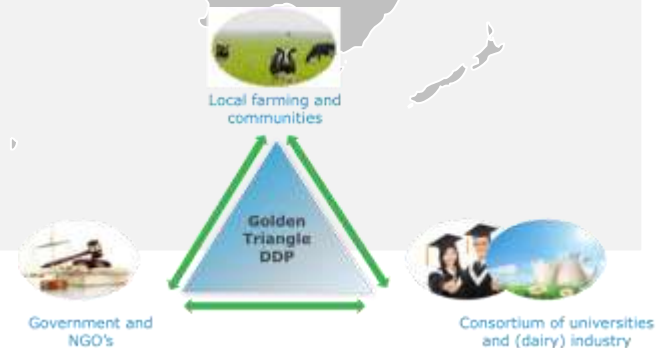 Local farming and
communities
Golden
Triangle
DDP
Government and
NGO's
Consortium of universities
and (dairy) industry